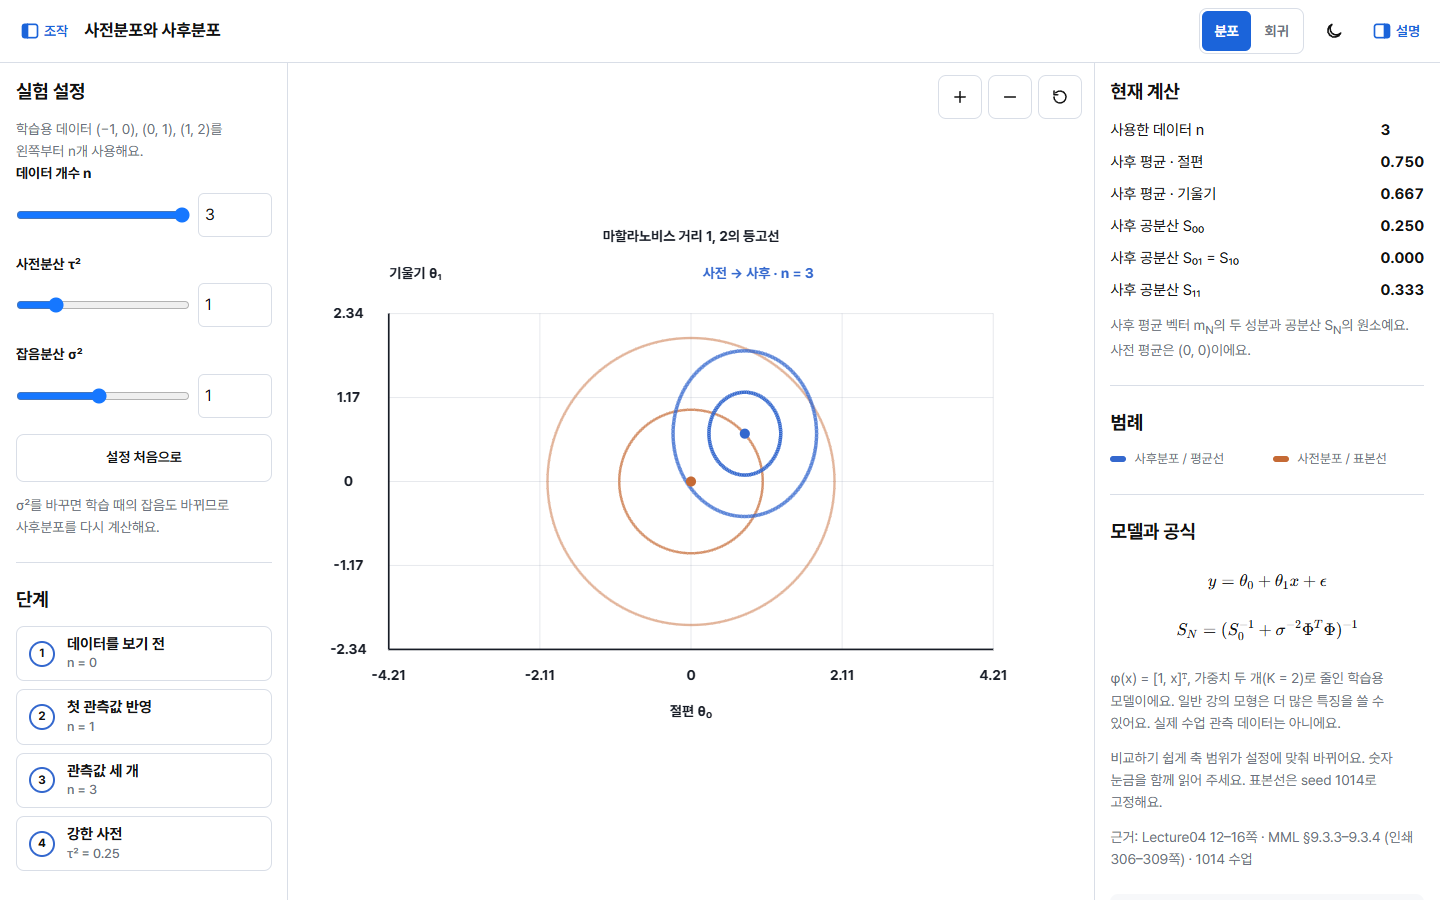 조작
사전분포와 사후분포
분포
회귀
설명
실험 설정
학습용 데이터 (−1, 0), (0, 1), (1, 2)를
왼쪽부터 n개 사용해요.
데이터 개수 n
3
사전분산 τ²
1
잡음분산 σ²
1
설정 처음으로
σ²를 바꾸면 학습 때의 잡음도 바뀌므로
사후분포를 다시 계산해요.
단계
1 데이터를 보기 전
n = 0
2 첫 관측값 반영
n = 1
3 관측값 세 개
n = 3
4 강한 사전
τ² = 0.25
+
−
마할라노비스 거리 1, 2의 등고선
기울기 θ₁
사전 → 사후 · n = 3
2.34
1.17
0
-1.17
-2.34
-4.21
-2.11
0
2.11
4.21
절편 θ₀
현재 계산
사용한 데이터 n 3
사후 평균 · 절편 0.750
사후 평균 · 기울기 0.667
사후 공분산 S₀₀ 0.250
사후 공분산 S₀₁ = S₁₀ 0.000
사후 공분산 S₁₁ 0.333
사후 평균 벡터 m_N의 두 성분과 공분산 S_N의 원소예요.
사전 평균은 (0, 0)이에요.
범례
사후분포 / 평균선
사전분포 / 표본선
모델과 공식
y = θ₀ + θ₁x + ϵ
S_N = (S₀⁻¹ + σ⁻²Φᵀ Φ)⁻¹
φ(x) = [1, x]ᵀ, 가중치 두 개(K = 2)로 줄인 학습용
모델이에요. 일반 강의 모형은 더 많은 특징을 쓸 수
있어요. 실제 수업 관측 데이터는 아니에요.
비교하기 쉽게 축 범위가 설정에 맞춰 바뀌어요. 숫자
눈금을 함께 읽어 주세요. 표본선은 seed 1014로
고정해요.
근거: Lecture04 12–16쪽 · MML §9.3.3–9.3.4 (인쇄
306–309쪽) · 1014 수업